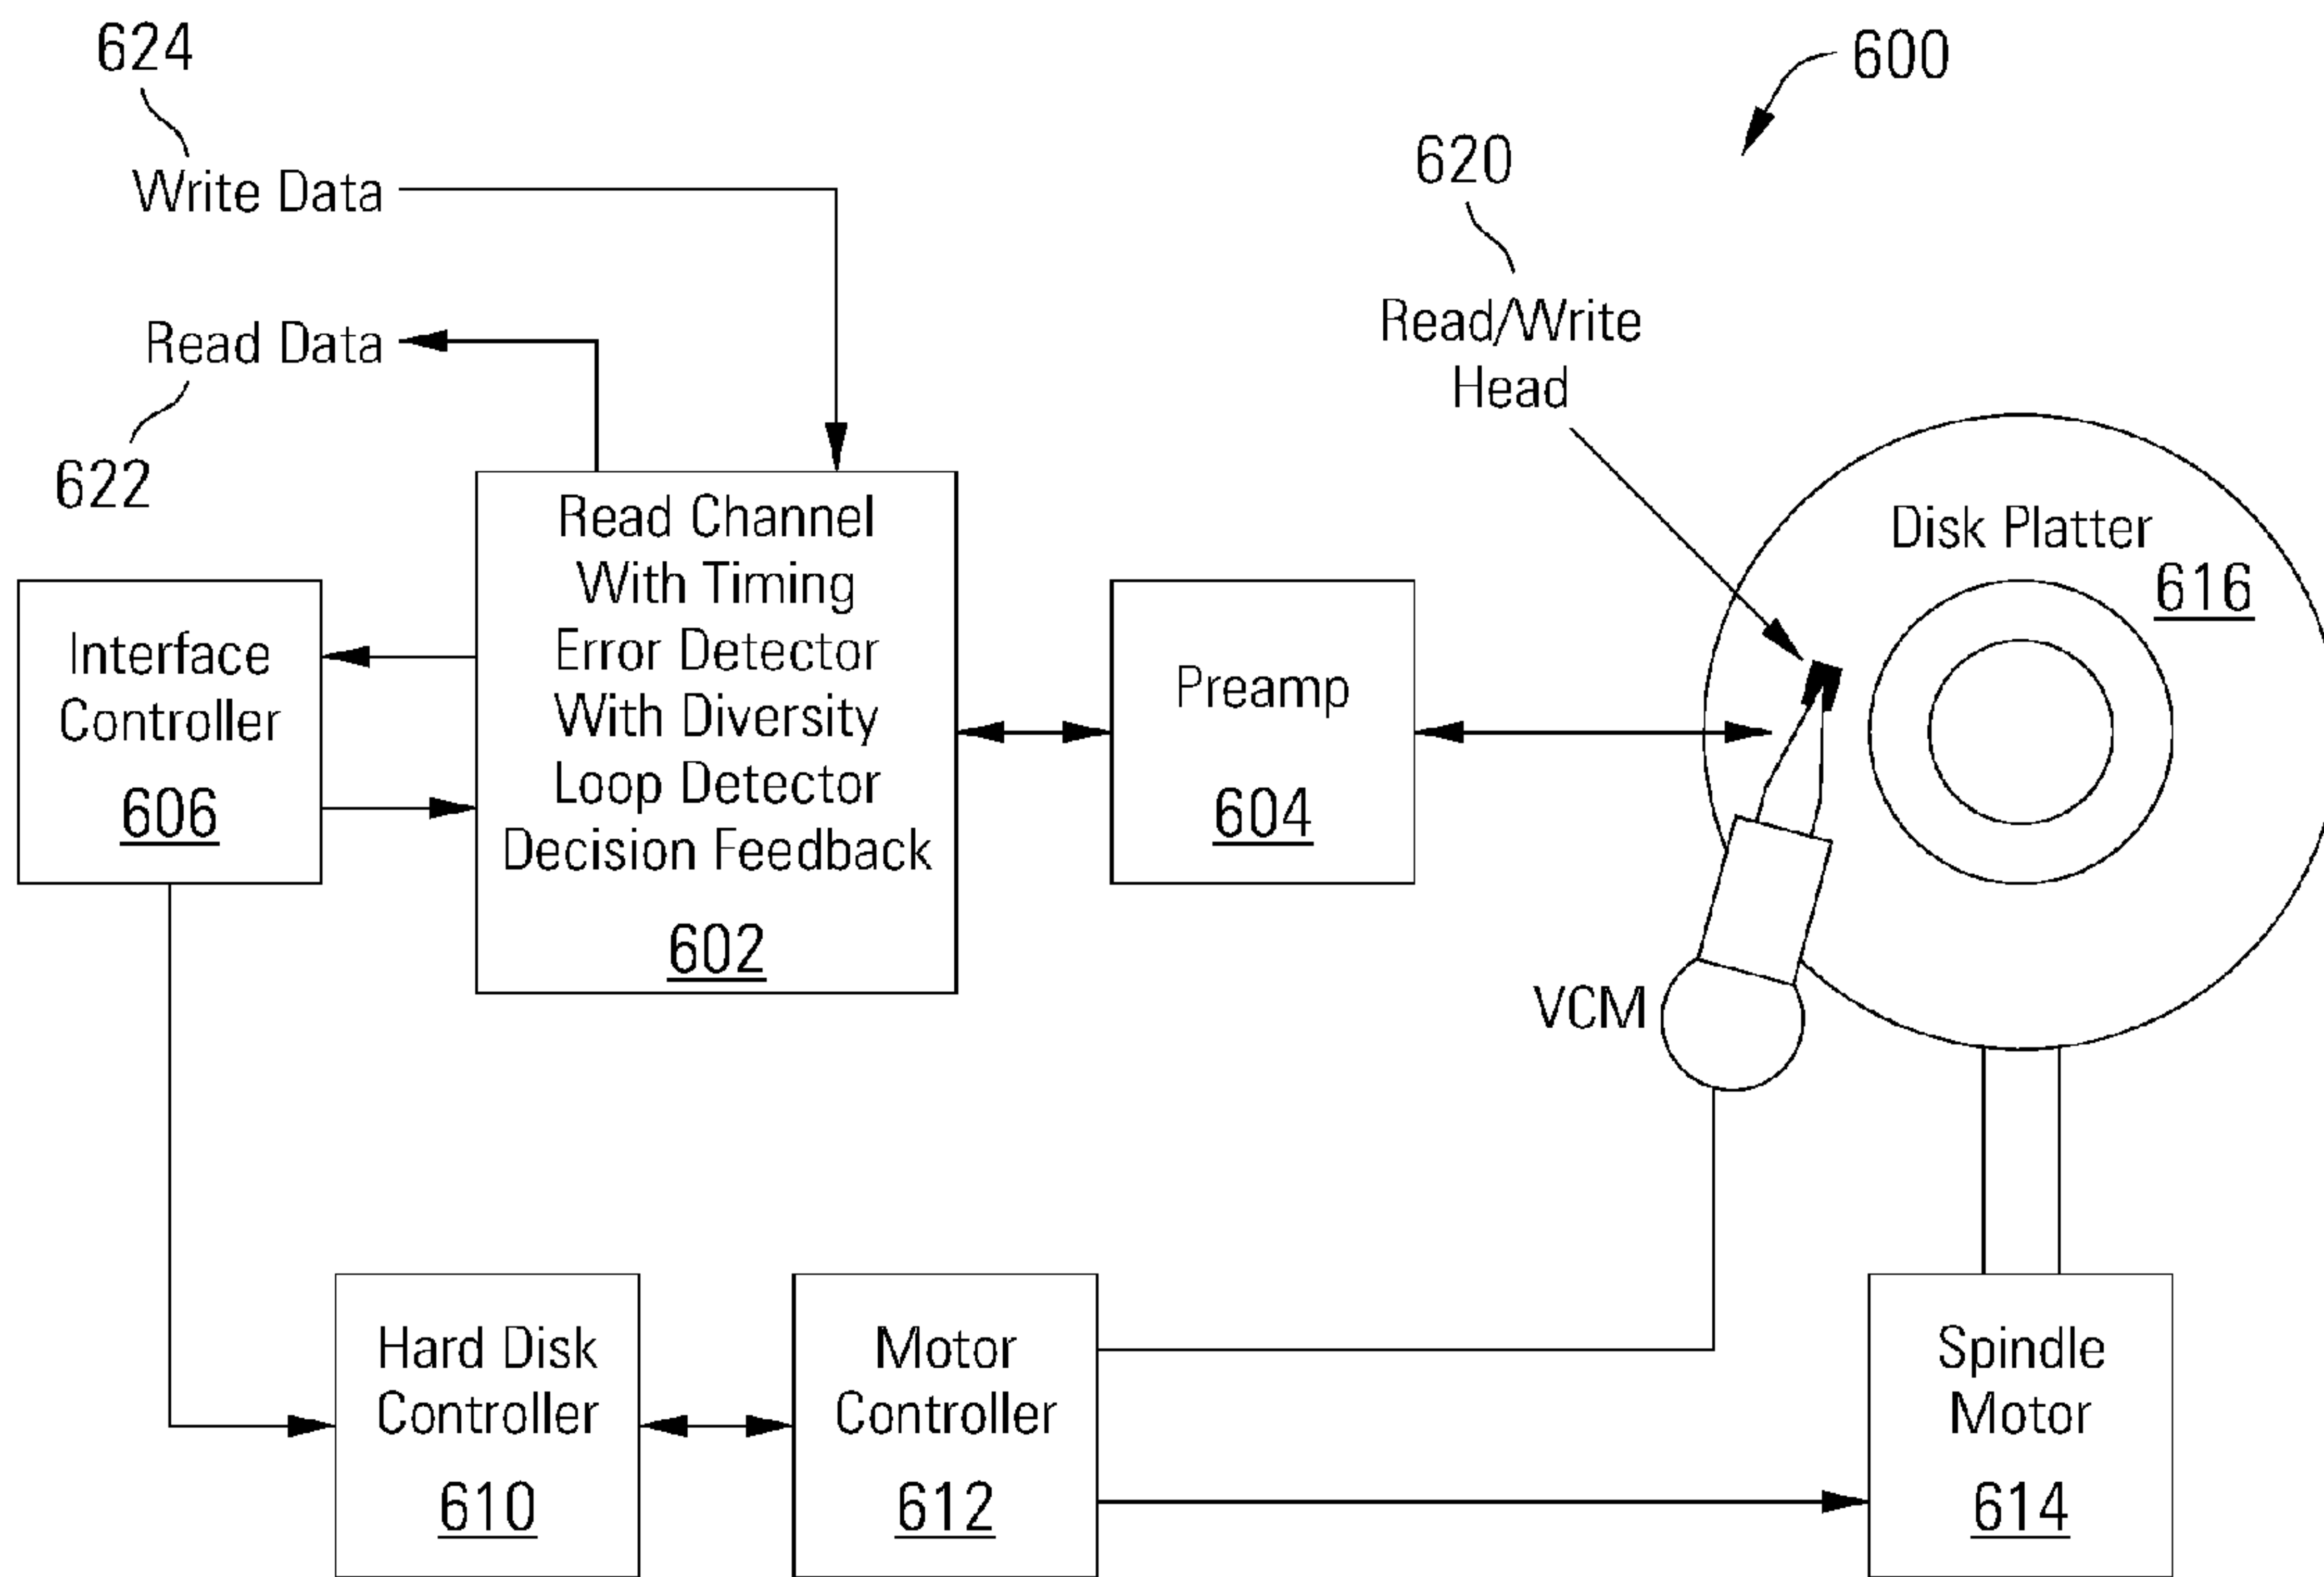 624
Write Data
Read Data
622
600
620
Read/Write
Head
Disk Platter
616
Interface
Controller
606
Read Channel
With Timing
Error Detector
With Diversity
Loop Detector
Decision Feedback
602
Preamp
604
VCM
Hard Disk
Controller
610
Motor
Controller
612
Spindle
Motor
614